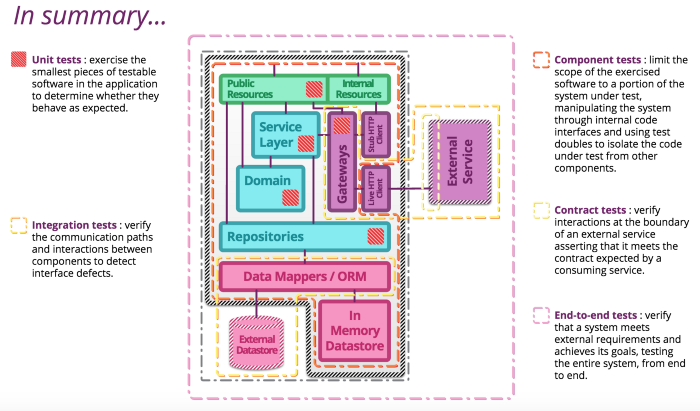 In summary...
Unit tests : exercise the
smallest pieces of testable
software in the application
to determine whether they
behave as expected.
Integration tests : verify
the communication paths
and interactions between
components to detect
interface defects.
Public
Resources
Internal
Resources
Service
Layer
Domain
Gateways
Stub HTTP
Client
Live HTTP
Client
External
Service
Repositories
Data Mappers / ORM
External
Datastore
In
Memory
Datastore
Component tests : limit the
scope of the exercised
software to a portion of the
system under test,
manipulating the system
through internal code
interfaces and using test
doubles to isolate the code
under test from other
components.
Contract tests : verify
interactions at the boundary
of an external service
asserting that it meets the
contract expected by a
consuming service.
End-to-end tests : verify
that a system meets
external requirements and
achieves its goals, testing
the entire system, from end
to end.